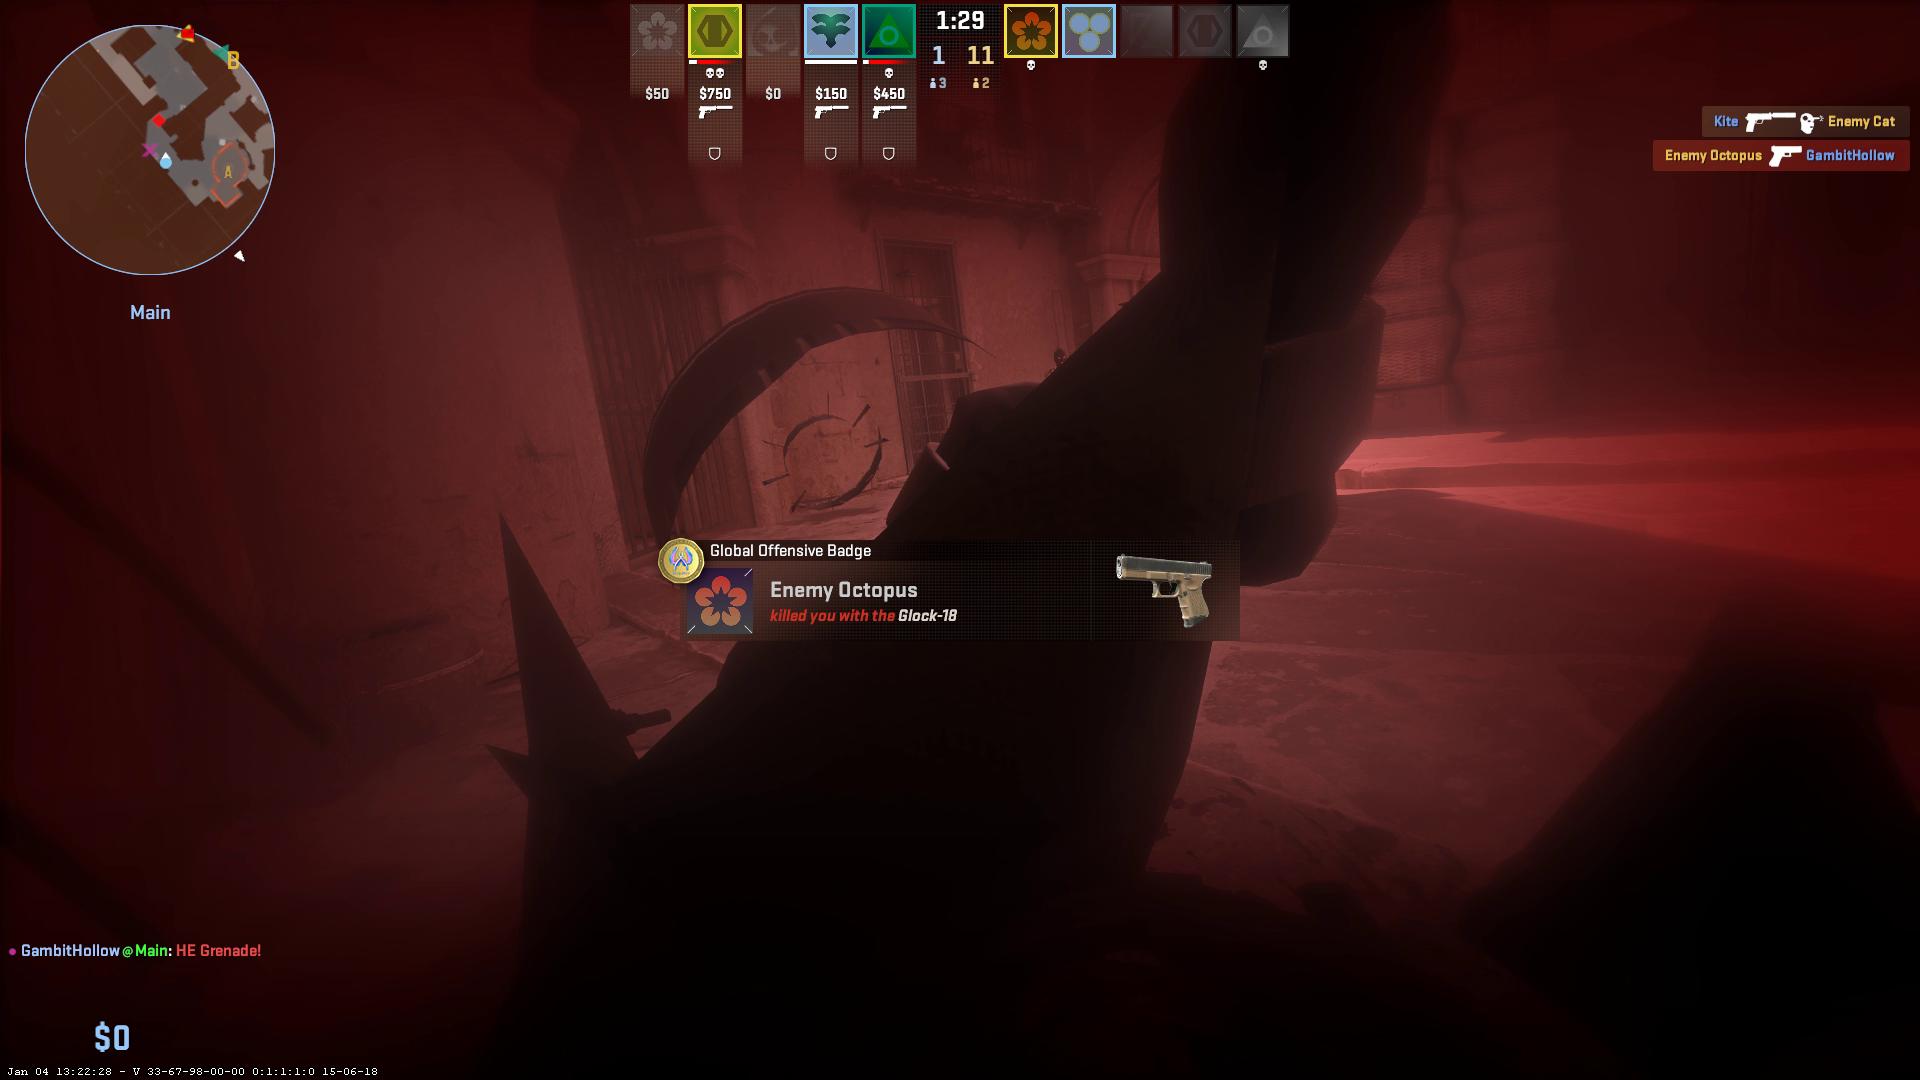 1:29
1 11
3 2
B
A
$50 $750 $0 $150 $450
Kite Enemy Cat
Enemy Octopus GambitHollow
Main
Global Offensive Badge
Enemy Octopus
killed you with the Glock-18
GambitHollow@Main: HE Grenade!
$0
Jan 04 13:22:28 - V 33-67-98-00-00 0:1:1:1:0 15-06-18